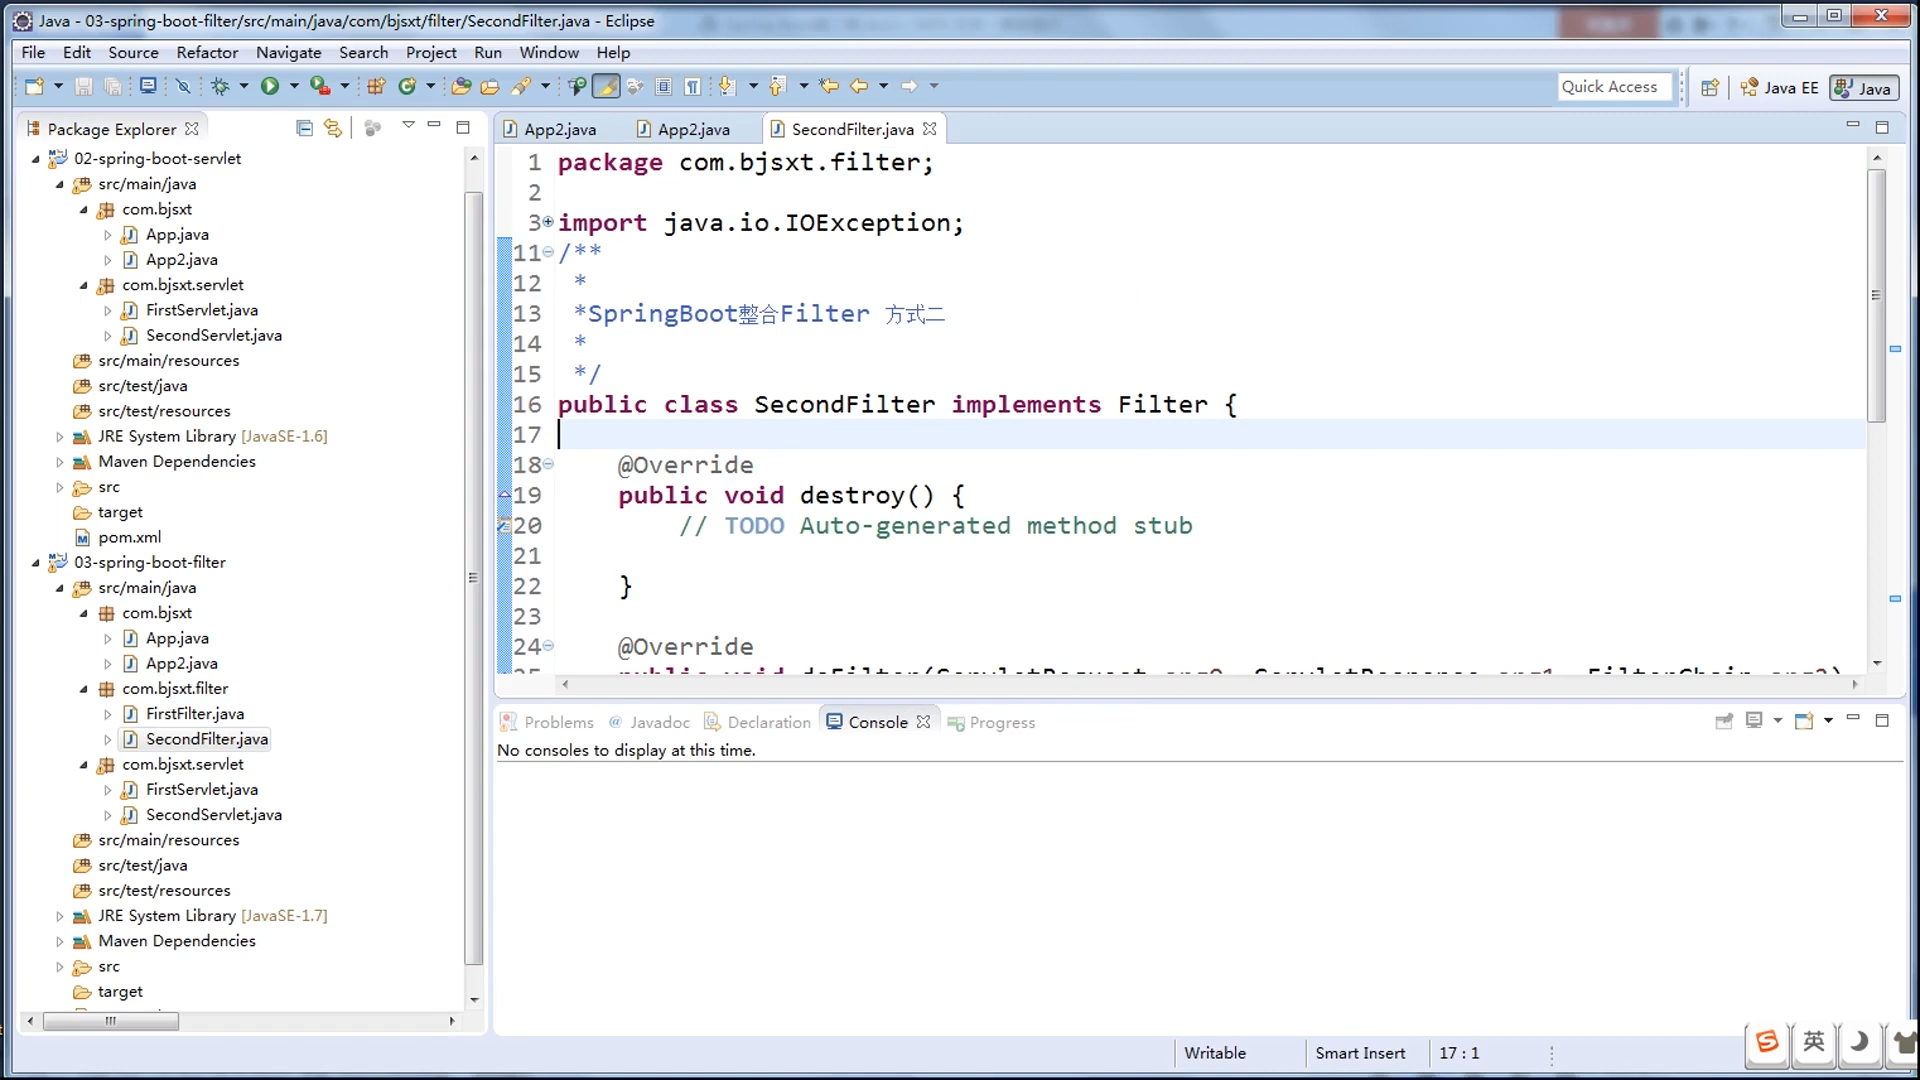 Java - 03-spring-boot-filter/src/main/java/com/bjsxt/filter/SecondFilter.java - Eclipse
File Edit Source Refactor Navigate Search Project Run Window Help
Quick Access
Java EE
Java
Package Explorer
02-spring-boot-servlet
src/main/java
com.bjsxt
App.java
App2.java
com.bjsxt.servlet
FirstServlet.java
SecondServlet.java
src/main/resources
src/test/java
src/test/resources
JRE System Library [JavaSE-1.6]
Maven Dependencies
src
target
pom.xml
03-spring-boot-filter
src/main/java
com.bjsxt
App.java
App2.java
com.bjsxt.filter
FirstFilter.java
SecondFilter.java
com.bjsxt.servlet
FirstServlet.java
SecondServlet.java
src/main/resources
src/test/java
src/test/resources
JRE System Library [JavaSE-1.7]
Maven Dependencies
src
target
App2.java App2.java SecondFilter.java
1 package com.bjsxt.filter;
2
3 import java.io.IOException;
11 /**
12 *
13 *SpringBoot整合Filter 方式二
14 *
15 */
16 public class SecondFilter implements Filter {
17
18 @Override
19 public void destroy() {
20 // TODO Auto-generated method stub
21
22 }
23
24 @Override
25 public void doFilter(ServletRequest arg0, ServletResponse arg1, FilterChain arg2)
Problems @ Javadoc Declaration Console Progress
No consoles to display at this time.
Writable Smart Insert 17 : 1
英